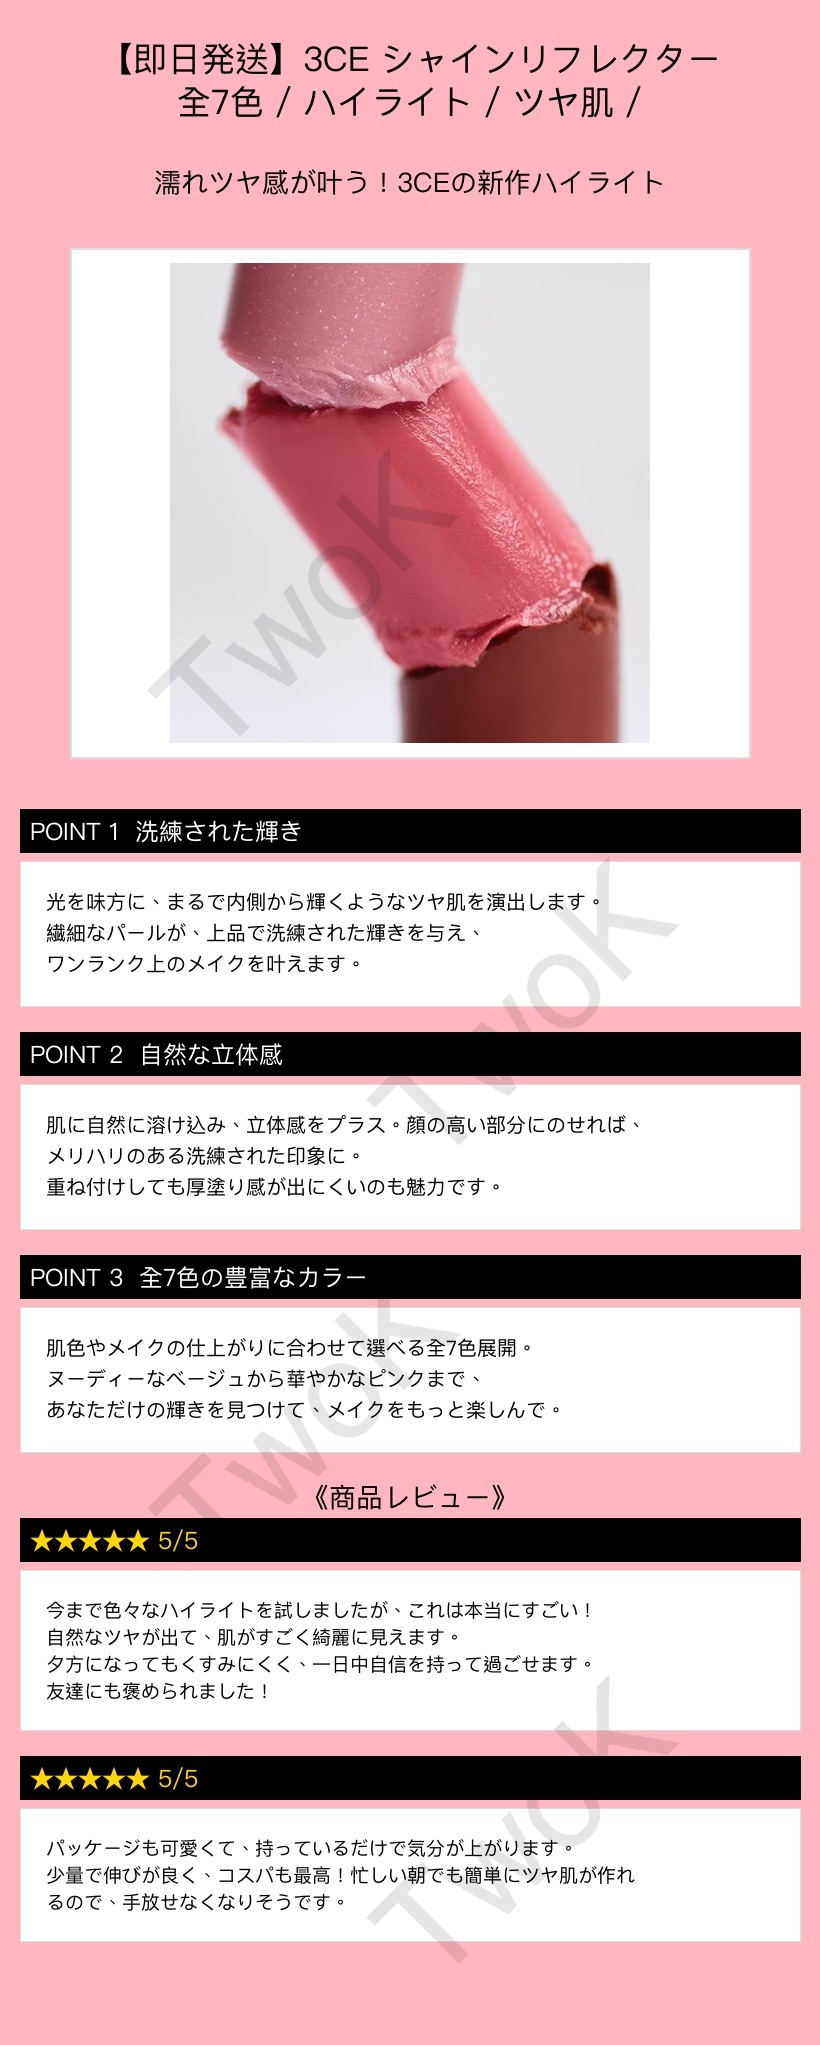 【即日発送】3CE シャインリフレクター
全7色 / ハイライト / ツヤ肌 /
濡れツヤ感が叶う！3CEの新作ハイライト
TwoK
POINT 1 洗練された輝き
光を味方に、まるで内側から輝くようなツヤ肌を演出します。
繊細なパールが、上品で洗練された輝きを与え、
ワンランク上のメイクを叶えます。
TwoK
POINT 2 自然な立体感
肌に自然に溶け込み、立体感をプラス。顔の高い部分にのせれば、
メリハリのある洗練された印象に。
重ね付けしても厚塗り感が出にくいのも魅力です。
POINT 3 全7色の豊富なカラー
肌色やメイクの仕上がりに合わせて選べる全7色展開。
ヌーディーなベージュから華やかなピンクまで、
あなただけの輝きを見つけて、メイクをもっと楽しんで。
TwoK
《商品レビュー》
★★★★★ 5/5
今まで色々なハイライトを試しましたが、これは本当にすごい！
自然なツヤが出て、肌がすごく綺麗に見えます。
夕方になってもくすみにくく、一日中自信を持って過ごせます。
友達にも褒められました！
★★★★★ 5/5
パッケージも可愛くて、持っているだけで気分が上がります。
少量で伸びが良く、コスパも最高！忙しい朝でも簡単にツヤ肌が作れ
るので、手放せなくなりそうです。
TwoK